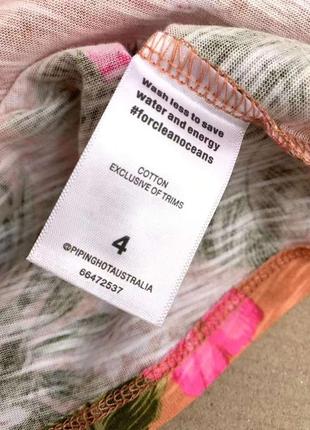 Wash less to save
water and energy
#forcleanoceans
COTTON
EXCLUSIVE OF TRIMS
4
@PIPINGHOTAUSTRALIA
66472537